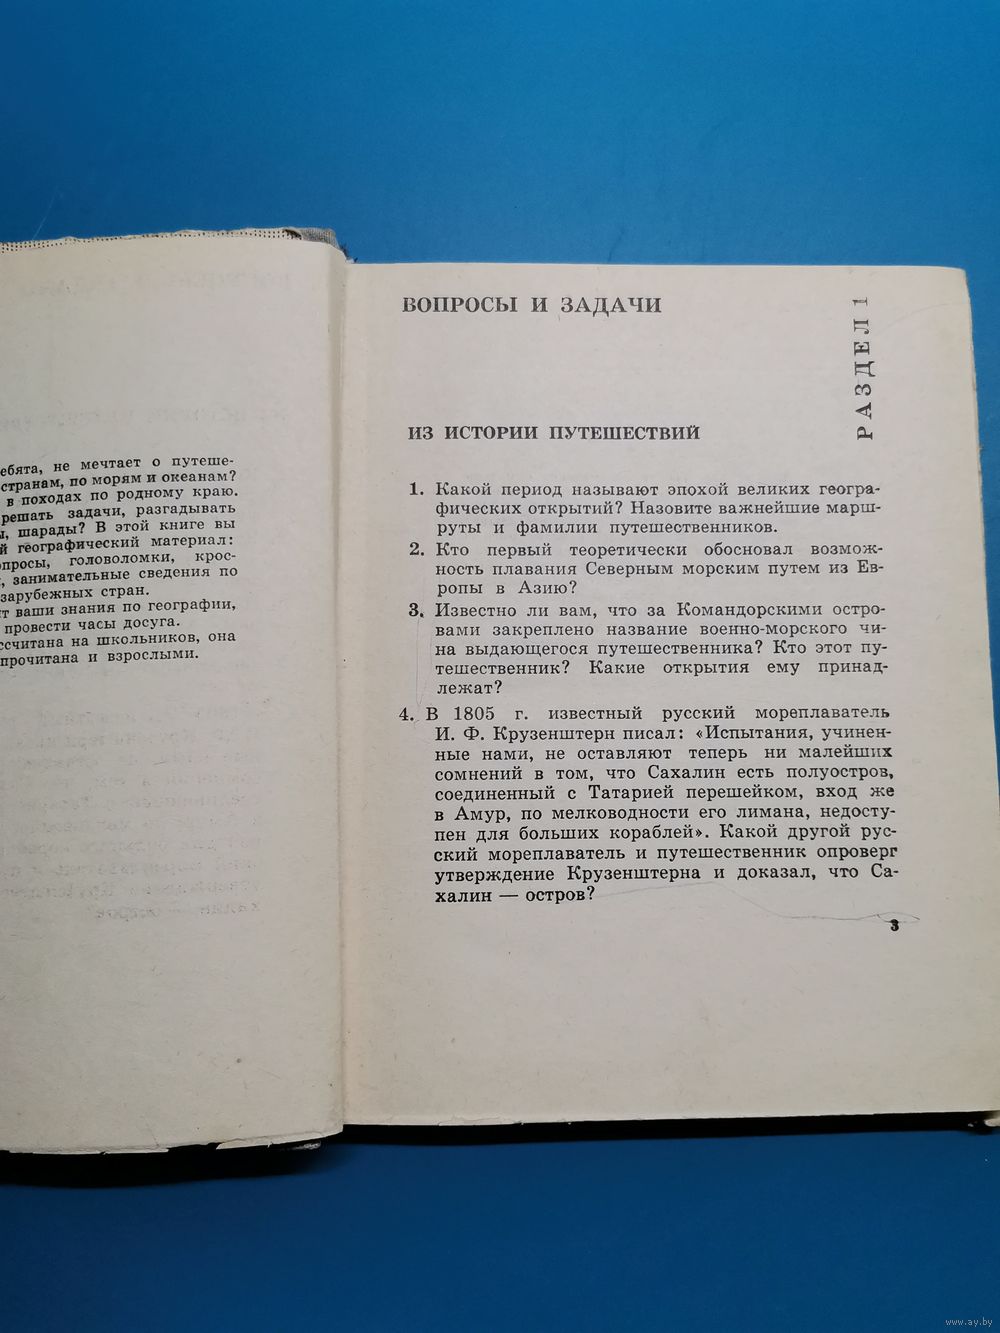 ебята, не мечтает о путеше-
странам, по морям и океанам?
в походах по родному краю.
решать задачи, разгадывать
ы, шарады? В этой книге вы
й географический материал:
опросы, головоломки, крос-
занимательные сведения по
зарубежных стран.
ят ваши знания по географии,
провести часы досуга.
ссчитана на школьников, она
прочитана и взрослыми.
ВОПРОСЫ И ЗАДАЧИ
РАЗДЕЛ 1
ИЗ ИСТОРИИ ПУТЕШЕСТВИЙ
1. Какой период называют эпохой великих геогра-
фических открытий? Назовите важнейшие марш-
руты и фамилии путешественников.
2. Кто первый теоретически обосновал возмож-
ность плавания Северным морским путем из Ев-
ропы в Азию?
3. Известно ли вам, что за Командорскими остро-
вами закреплено название военно-морского чи-
на выдающегося путешественника? Кто этот пу-
тешественник? Какие открытия ему принад-
лежат?
4. В 1805 г. известный русский мореплаватель
И. Ф. Крузенштерн писал: «Испытания, учинен-
ные нами, не оставляют теперь ни малейших
сомнений в том, что Сахалин есть полуостров,
соединенный с Татарией перешейком, вход же
в Амур, по мелководности его лимана, недосту-
пен для больших кораблей». Какой другой рус-
ский мореплаватель и путешественник опроверг
утверждение Крузенштерна и доказал, что Са-
халин — остров?
3
www.ay.by